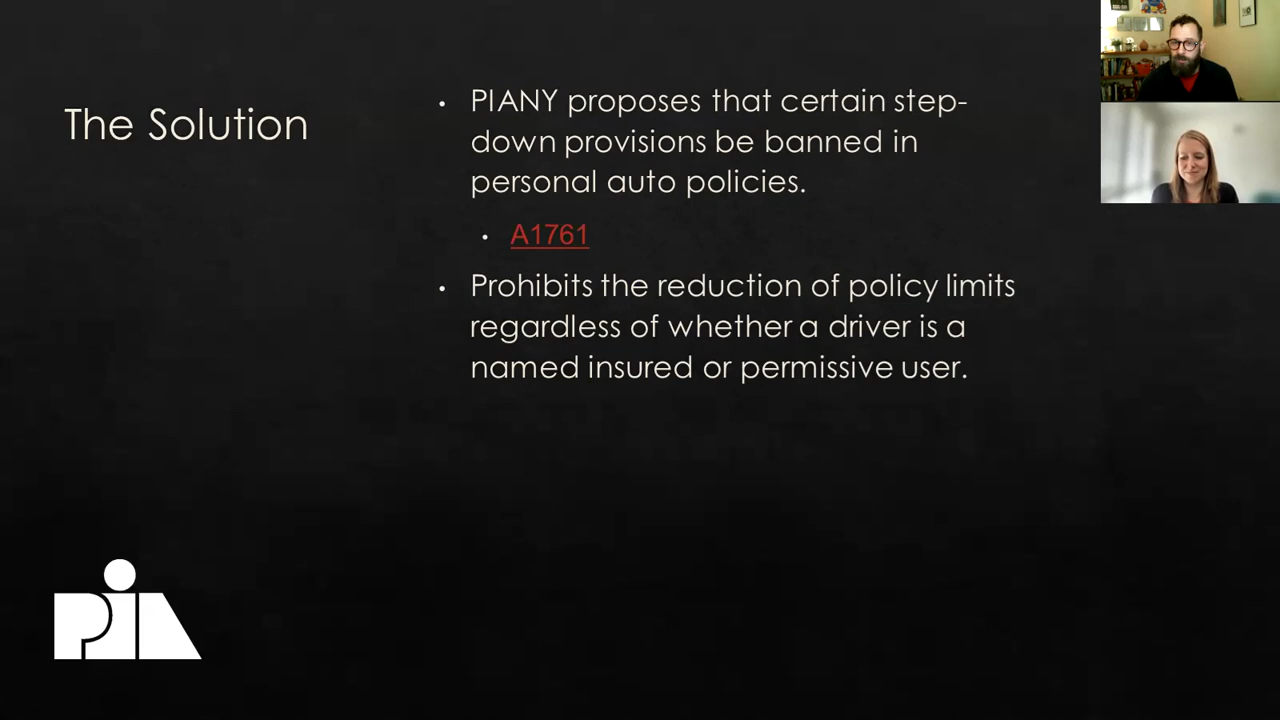 The Solution
• PIANY proposes that certain step-
down provisions be banned in
personal auto policies.
• A1761
• Prohibits the reduction of policy limits
regardless of whether a driver is a
named insured or permissive user.
PIA